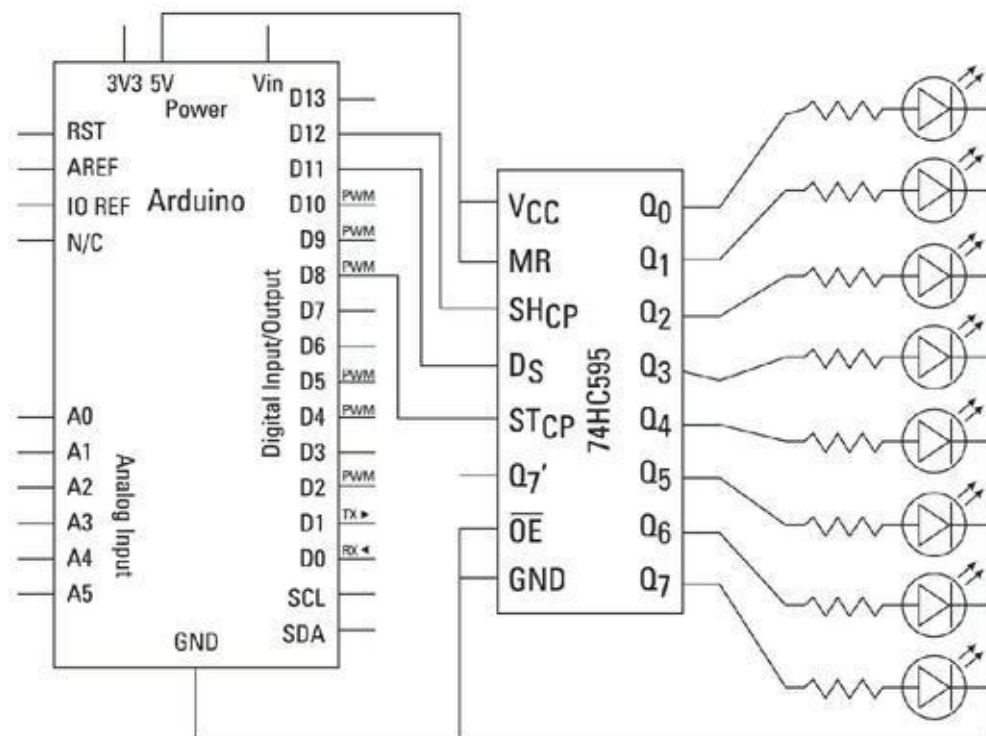 3V3 5V Vin
Power
Arduino
RST
AREF
IO REF
N/C
A0
A1
A2
A3
A4
A5
Analog Input
D13
D12
D11
D10 PWM
D9 PWM
D8 PWM
D7
D6
D5 PWM
D4 PWM
D3
D2 PWM
D1 TX ►
D0 RX ◄
SCL
SDA
Digital Input/Output
GND
VCC
MR
SHCP
DS
STCP
Q7'
OE
GND
74HC595
Q0
Q1
Q2
Q3
Q4
Q5
Q6
Q7